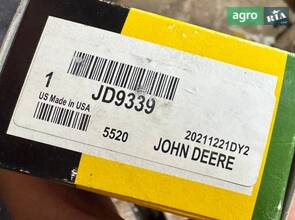 agro RIA
1 JD9339
US Made in USA
5520 20211221DY2
JOHN DEERE